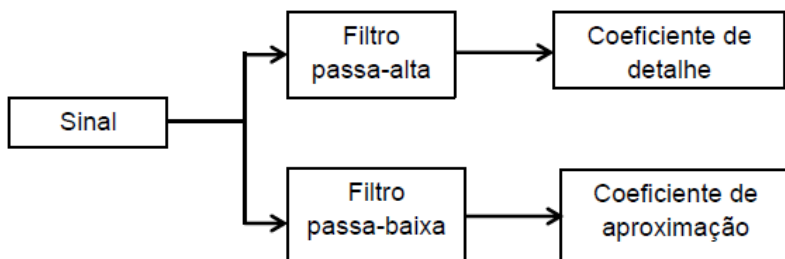 Filtro
passa-alta
Coeficiente de
detalhe
Sinal
Filtro
passa-baixa
Coeficiente de
aproximação